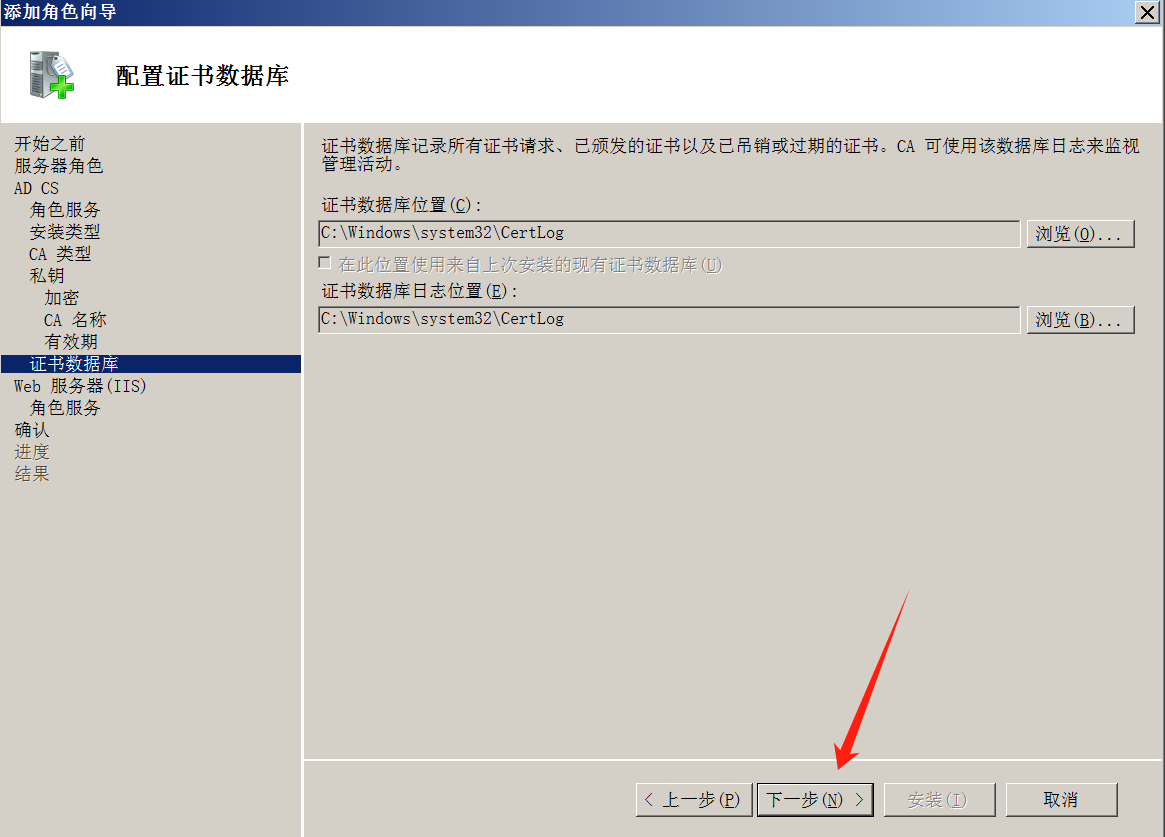 添加角色向导
配置证书数据库
开始之前
服务器角色
AD CS
角色服务
安装类型
CA 类型
私钥
加密
CA 名称
有效期
证书数据库
Web 服务器(IIS)
角色服务
确认
进度
结果
证书数据库记录所有证书请求、已颁发的证书以及已吊销或过期的证书。CA 可使用该数据库日志来监视
管理活动。
证书数据库位置(C):
C:\Windows\system32\CertLog
浏览(O)...
在此位置使用来自上次安装的现有证书数据库(U)
证书数据库日志位置(E):
C:\Windows\system32\CertLog
浏览(B)...
< 上一步(P)
下一步(N) >
安装(I)
取消